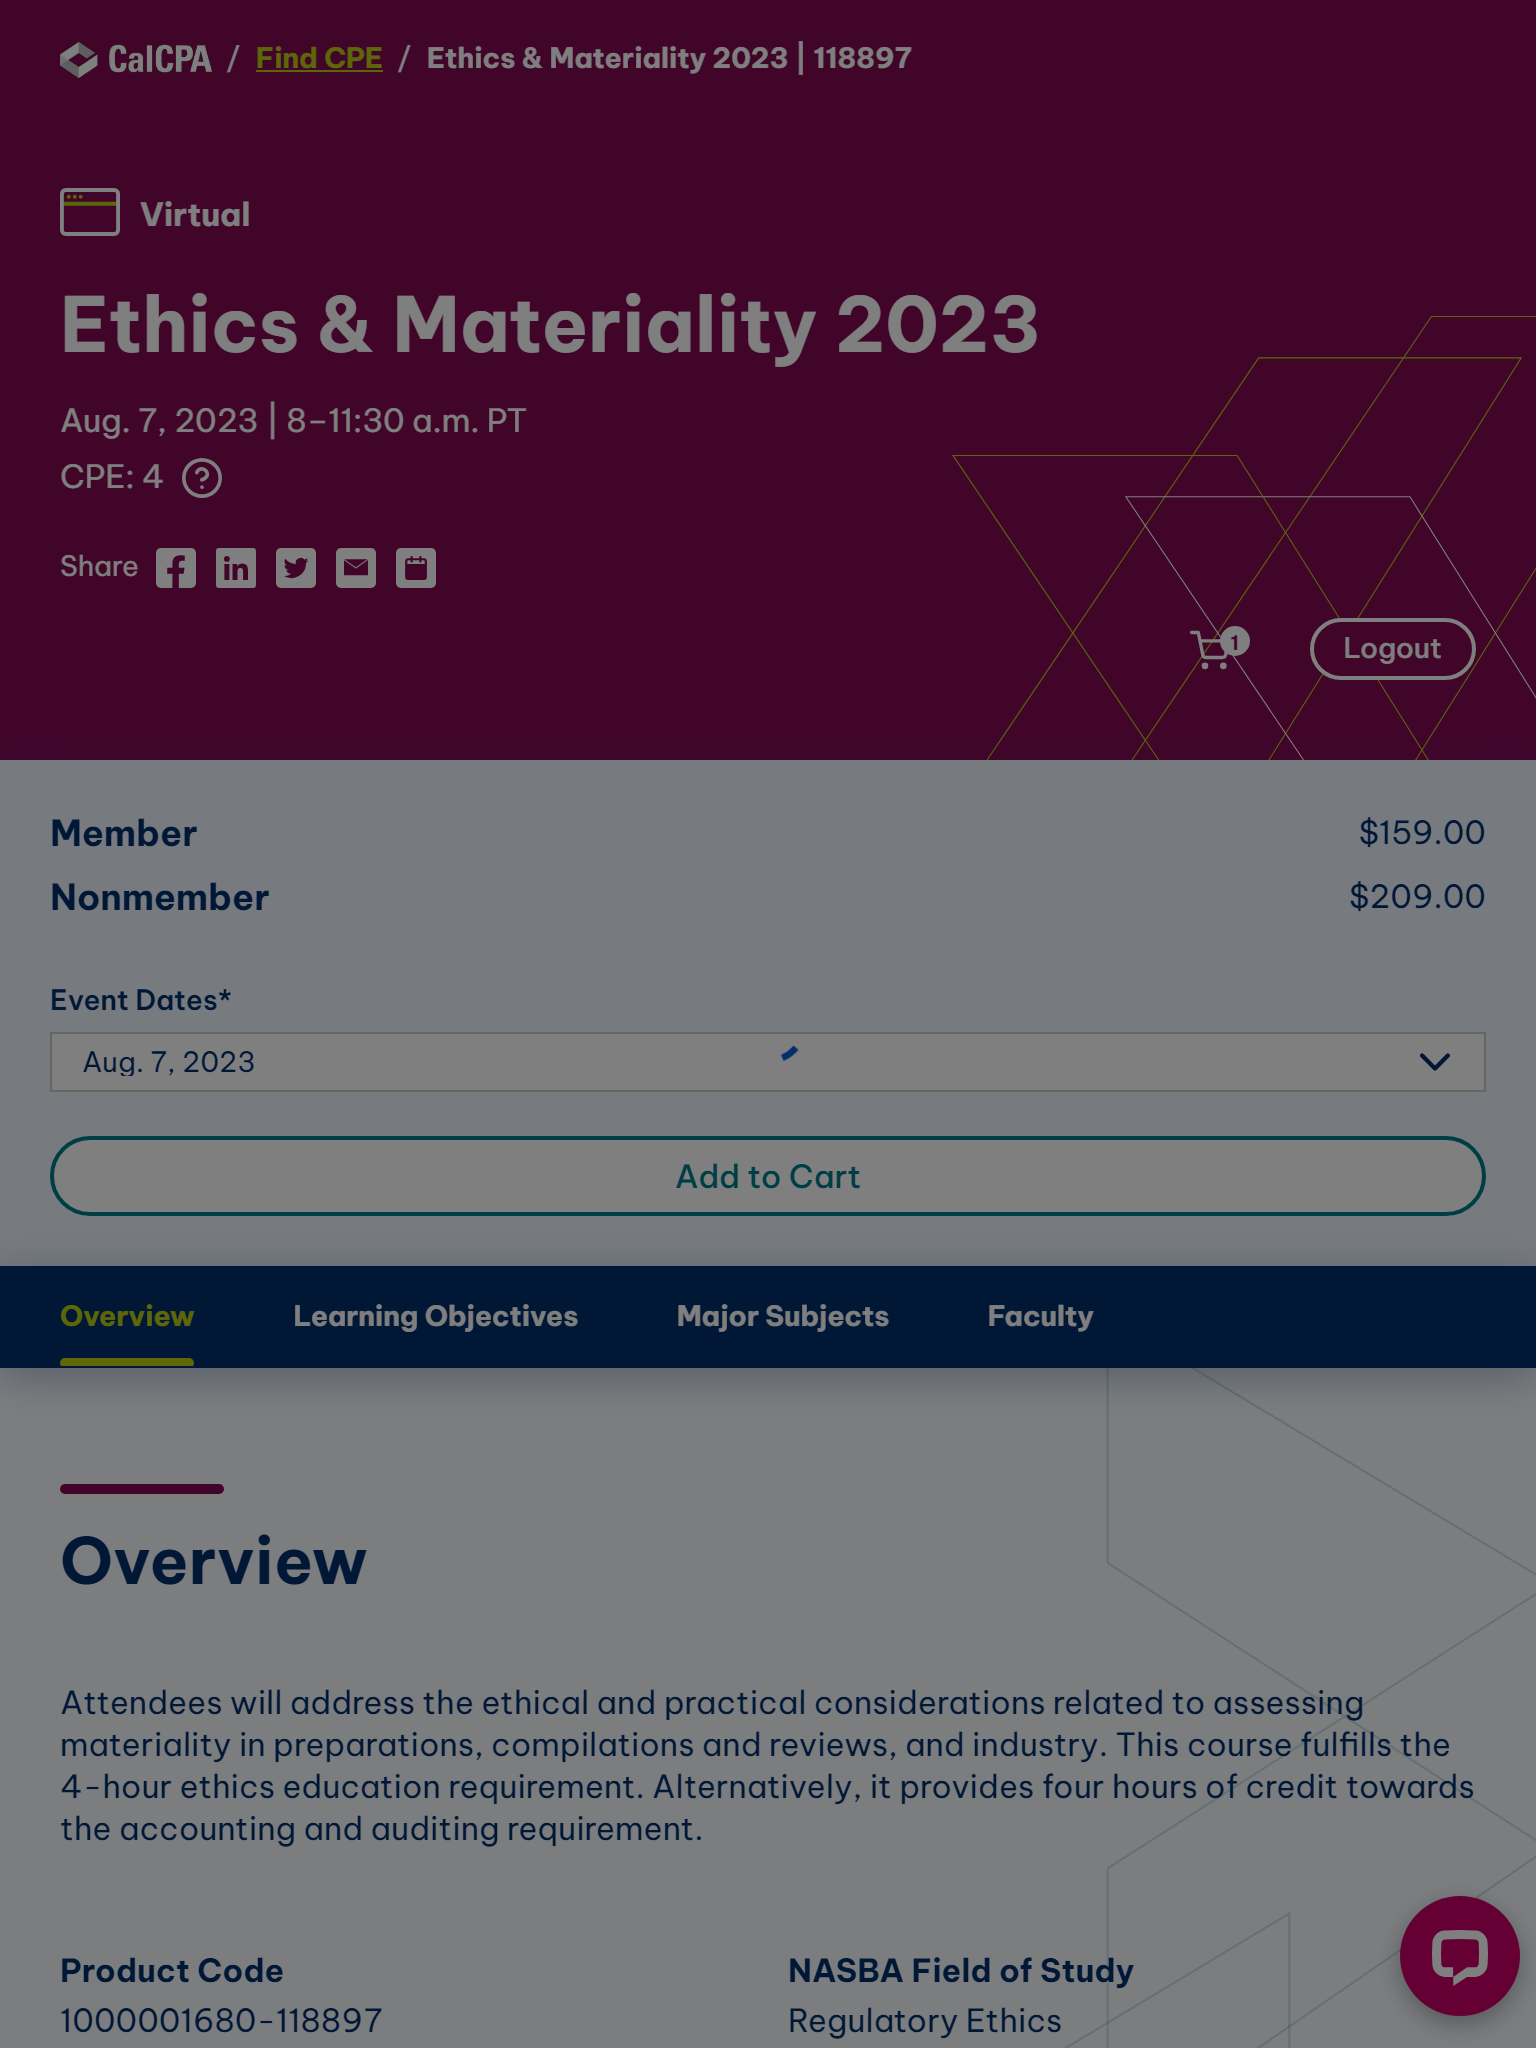 CalCPA / Find CPE / Ethics & Materiality 2023 | 118897
Virtual
Ethics & Materiality 2023
Aug. 7, 2023 | 8–11:30 a.m. PT
CPE: 4 ?
Share
1
Logout
Member $159.00
Nonmember $209.00
Event Dates*
Aug. 7, 2023
Add to Cart
Overview Learning Objectives Major Subjects Faculty
Overview
Attendees will address the ethical and practical considerations related to assessing
materiality in preparations, compilations and reviews, and industry. This course fulfills the
4-hour ethics education requirement. Alternatively, it provides four hours of credit towards
the accounting and auditing requirement.
Product Code
1000001680-118897
NASBA Field of Study
Regulatory Ethics